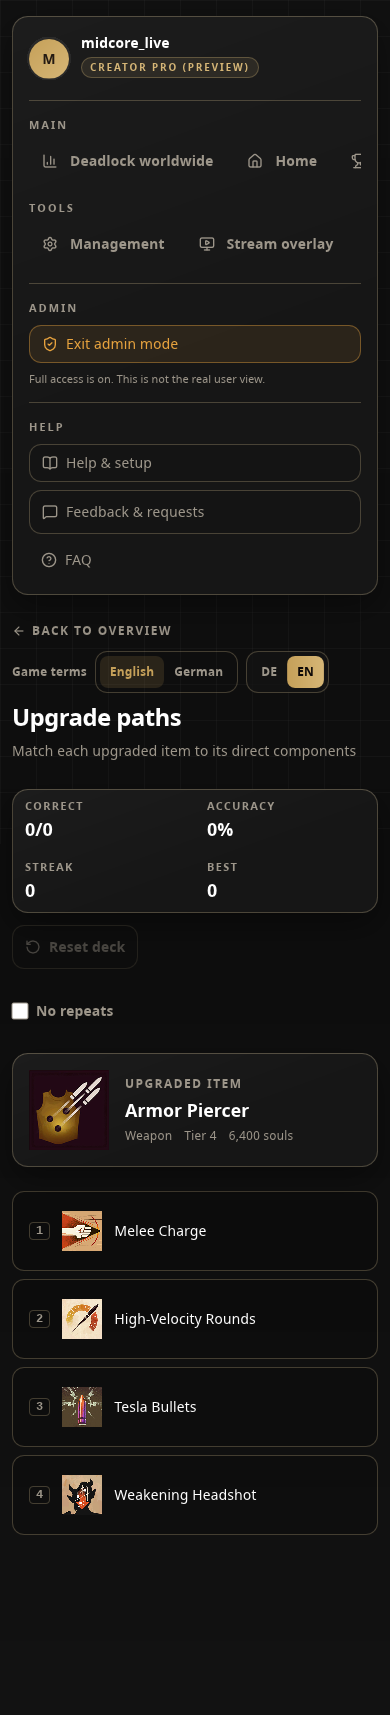 M
midcore_live
CREATOR PRO (PREVIEW)
MAIN
Deadlock worldwide Home
TOOLS
Management Stream overlay
ADMIN
Exit admin mode
Full access is on. This is not the real user view.
HELP
Help & setup
Feedback & requests
FAQ
BACK TO OVERVIEW
Game terms English German DE EN
Upgrade paths
Match each upgraded item to its direct components
CORRECT ACCURACY
0/0 0%
STREAK BEST
0 0
Reset deck
No repeats
UPGRADED ITEM
Armor Piercer
Weapon Tier 4 6,400 souls
1 Melee Charge
2 High-Velocity Rounds
3 Tesla Bullets
4 Weakening Headshot